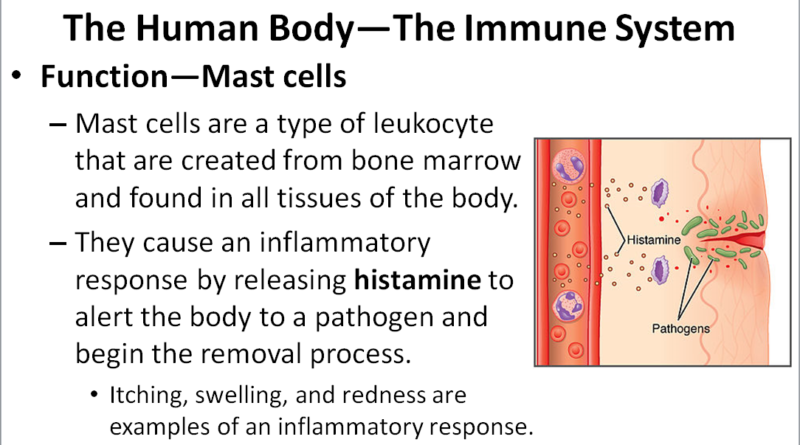 The Human Body—The Immune System
• Function—Mast cells
– Mast cells are a type of leukocyte
that are created from bone marrow
and found in all tissues of the body.
– They cause an inflammatory
response by releasing histamine to
alert the body to a pathogen and
begin the removal process.
• Itching, swelling, and redness are
examples of an inflammatory response.
Histamine
Pathogens